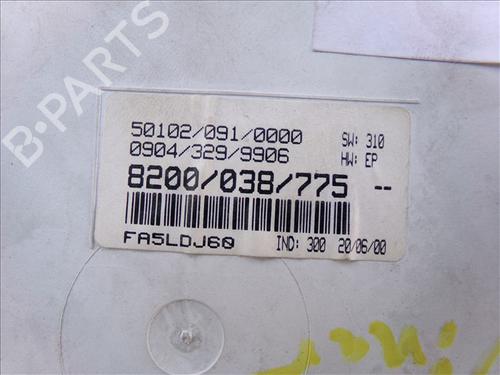 B-PARTS
50102/091/0000 SW: 310
0904/329/9906 HW: EP
8200/038/775 --
FA5LDJ60 IND: 300 20/06/00